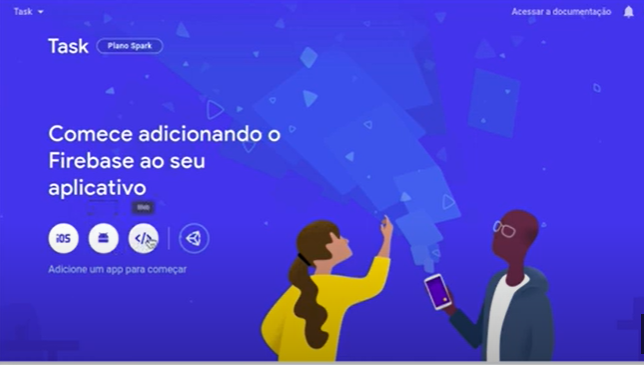 Task
Acessar a documentação
Task
Plano Spark
Comece adicionando o
Firebase ao seu
aplicativo
Web
iOS
</>
Adicione um app para começar